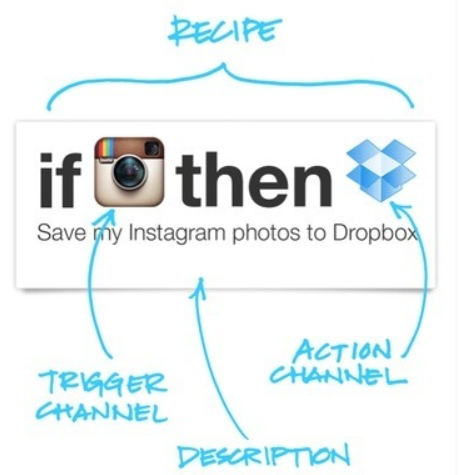 RECIPE
if then
Save my Instagram photos to Dropbox
TRIGGER
CHANNEL
ACTION
CHANNEL
DESCRIPTION